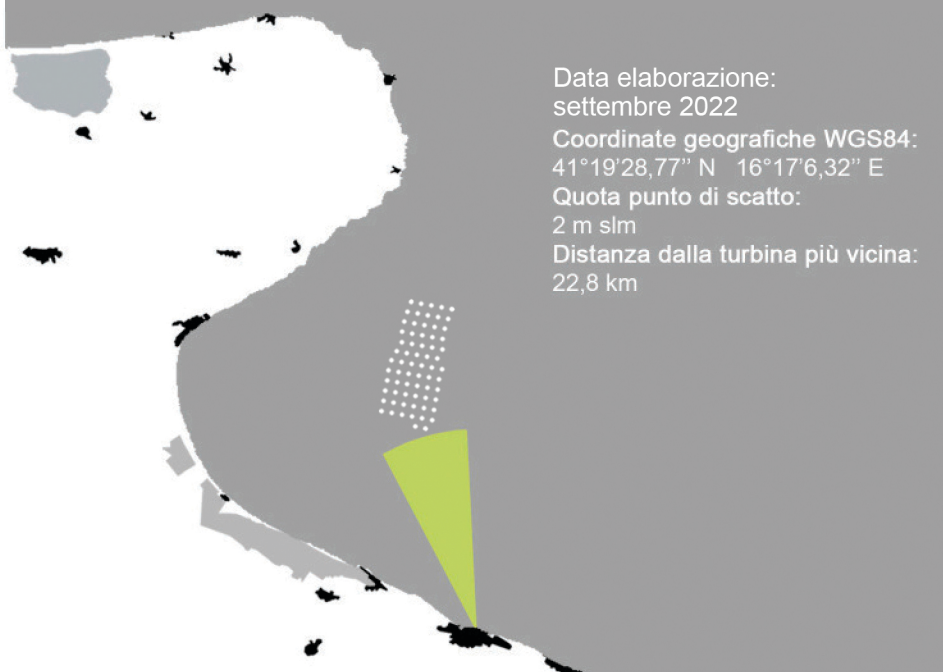 Data elaborazione:
settembre 2022
Coordinate geografiche WGS84:
41°19’28,77’’ N   16°17’6,32’’ E
Quota punto di scatto:
2 m slm
Distanza dalla turbina più vicina:
22,8 km